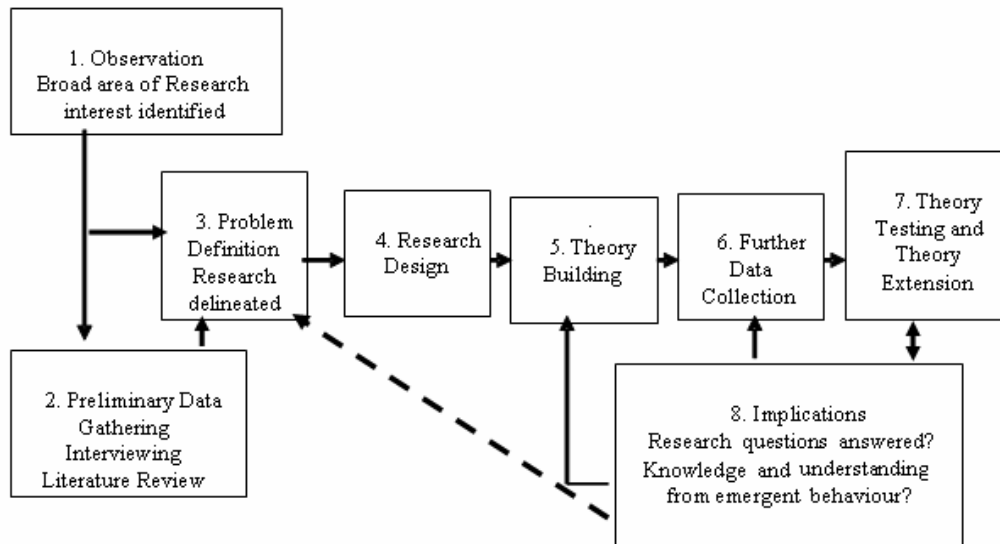 1. Observation
Broad area of Research
interest identified
2. Preliminary Data
Gathering
Interviewing
Literature Review
3. Problem
Definition
Research
delineated
4. Research
Design
5. Theory
Building
6. Further
Data
Collection
7. Theory
Testing and
Theory
Extension
8. Implications
Research questions answered?
Knowledge and understanding
from emergent behaviour?